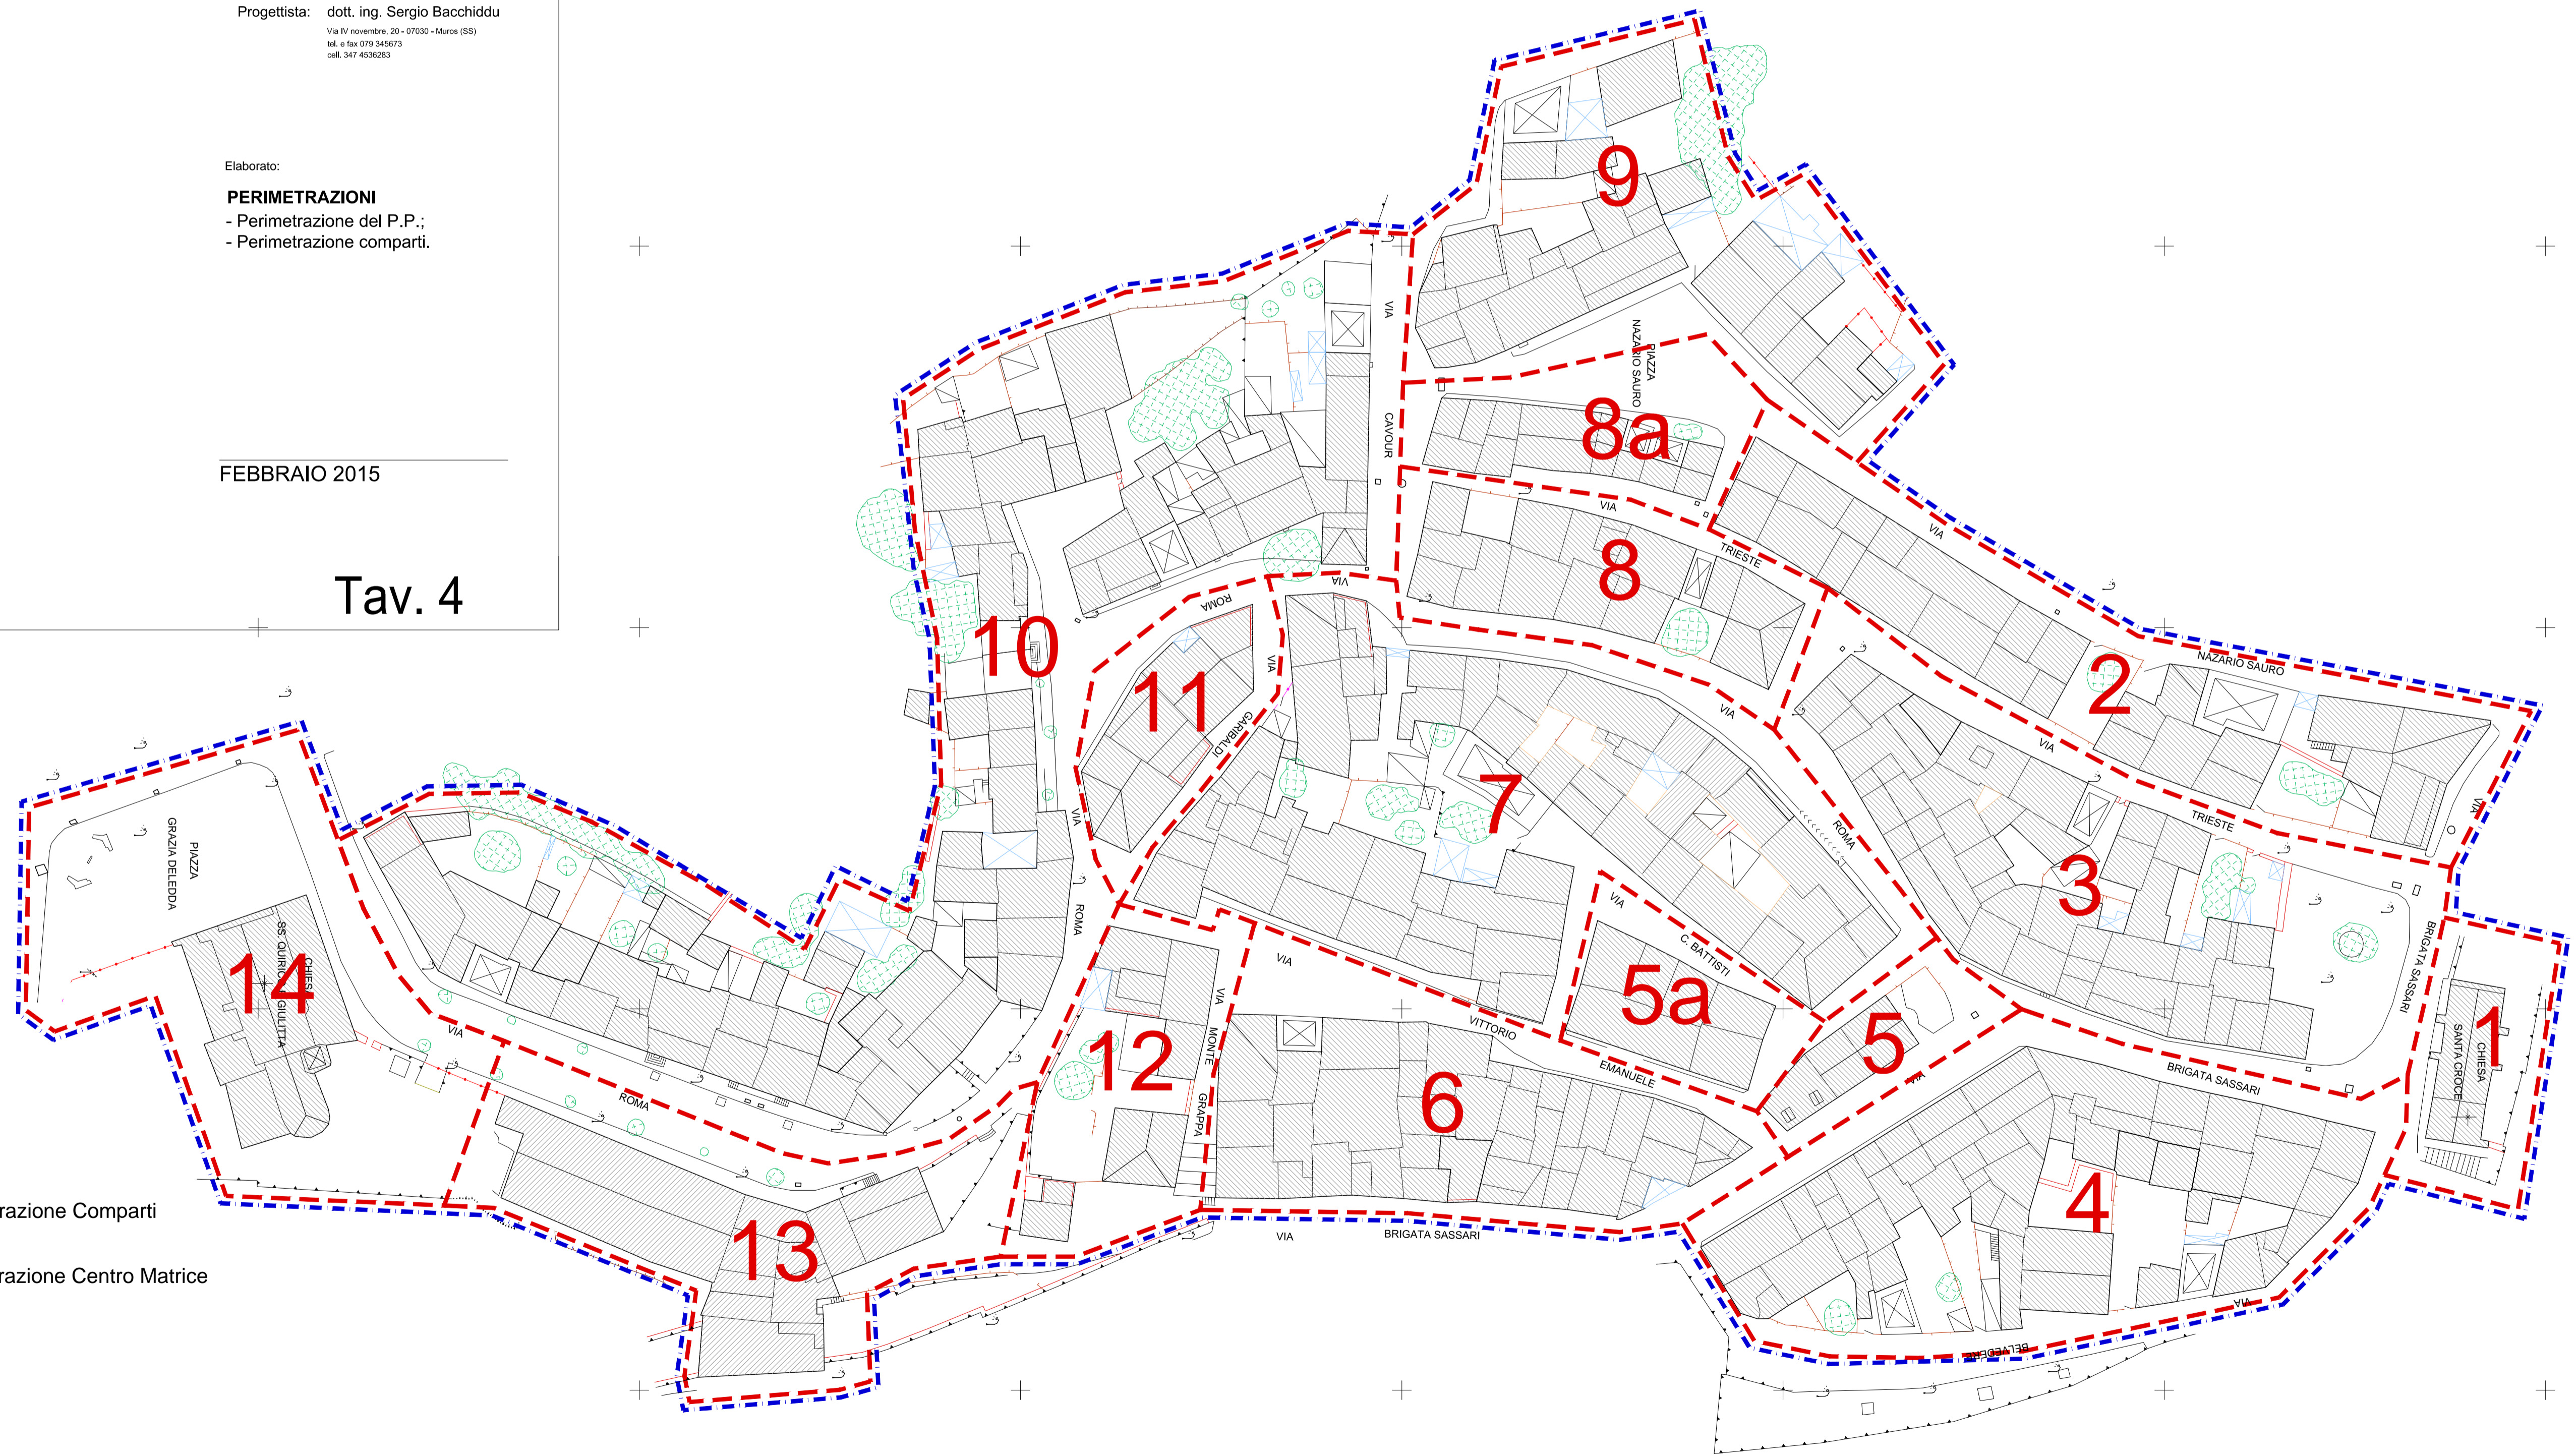 Progettista: dott. ing. Sergio Bacchiddu
Via IV novembre, 20 - 07030 - Muros (SS)
tel. e fax 079 345673
cell. 347 4536283
Elaborato:
PERIMETRAZIONI
- Perimetrazione del P.P.;
- Perimetrazione comparti.
FEBBRAIO 2015
Tav. 4
razione Comparti
razione Centro Matrice
9
VIA
CAVOUR
PIAZZA
NAZARIO SAURO
8a
VIA
TRIESTE
8
VIA
NAZARIO SAURO
2
VIA
TRIESTE
VIA
BRIGATA SASSARI
3
10
VIA
ROMA
11
VIA
GARIBALDI
7
VIA
ROMA
VIA
ROMA
VIA
C. BATTISTI
5a
5
VIA
BRIGATA SASSARI
1
CHIESA
SANTA CROCE
PIAZZA
GRAZIA DELEDDA
14
CHIESA
SS. QUIRICO E GIULITTA
VIA
ROMA
12
VIA
MONTE
GRAPPA
VIA
VITTORIO
EMANUELE
6
4
13
VIA
BRIGATA SASSARI
VIA
BELVEDERE